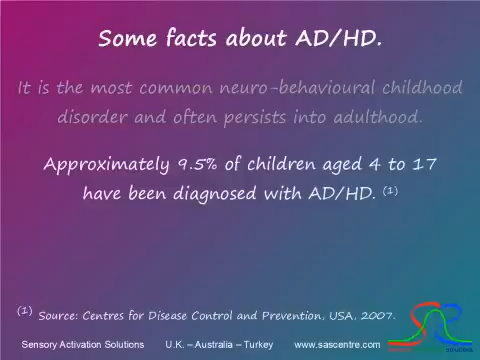 Some facts about AD/HD.
It is the most common neuro-behavioural childhood
disorder and often persists into adulthood.
Approximately 9.5% of children aged 4 to 17
have been diagnosed with AD/HD. (1)
(1) Source: Centres for Disease Control and Prevention, USA, 2007.
Sensory Activation Solutions U.K. – Australia – Turkey www.sascentre.com